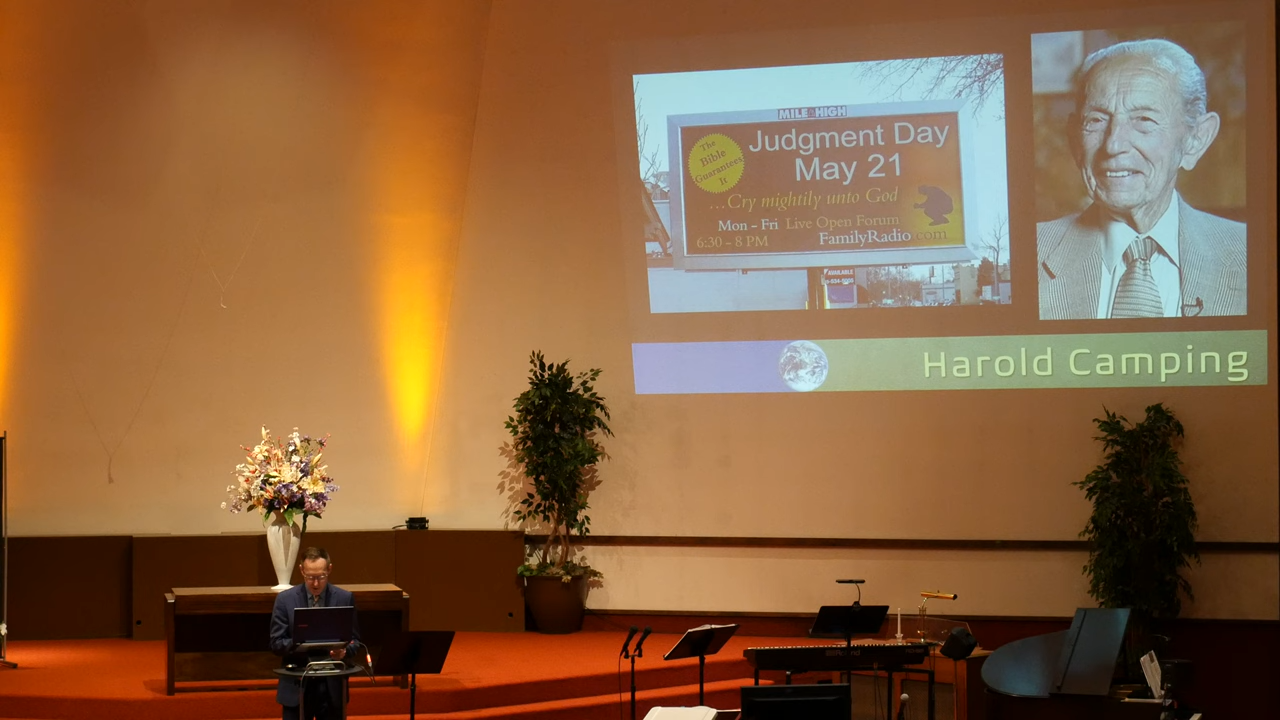 MILE HIGH
The
Bible
Guarantees
It
Judgment Day
May 21
...Cry mightily unto God
Mon - Fri Live Open Forum
6:30 - 8 PM FamilyRadio.com
AVAILABLE
Harold Camping